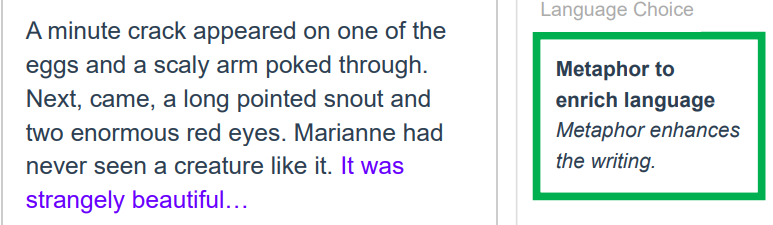 A minute crack appeared on one of the
eggs and a scaly arm poked through.
Next, came, a long pointed snout and
two enormous red eyes. Marianne had
never seen a creature like it. It was
strangely beautiful…
Language Choice
Metaphor to
enrich language
Metaphor enhances
the writing.